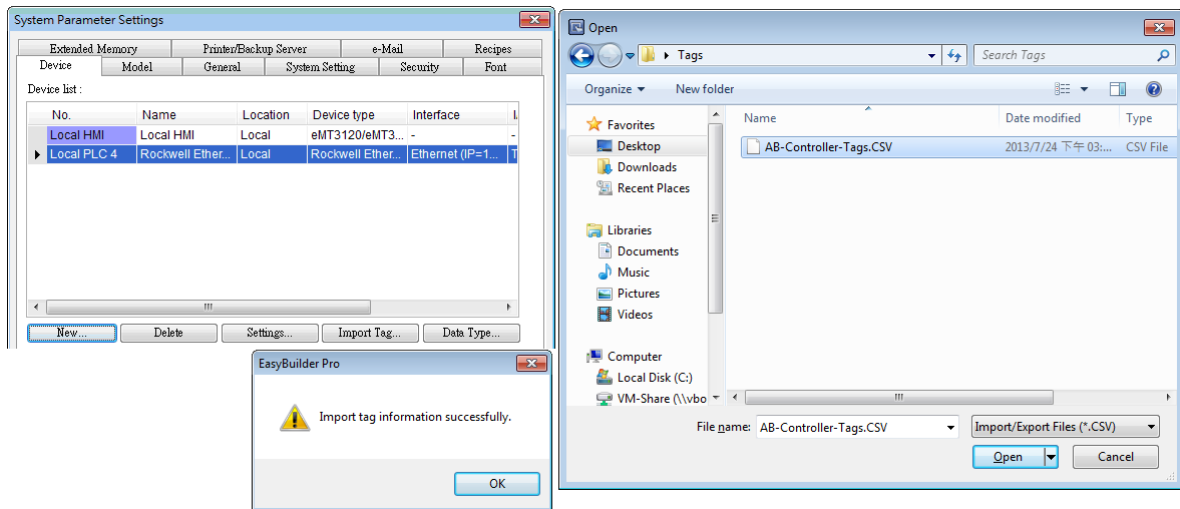 System Parameter Settings
Extended Memory Printer/Backup Server e-Mail Recipes
Device Model General System Setting Security Font
Device list :
No. Name Location Device type Interface I.
Local HMI Local HMI Local eMT3120/eMT3... - -
Local PLC 4 Rockwell Ether... Local Rockwell Ether... Ethernet (IP=1... T
New... Delete Settings... Import Tag... Data Type...
EasyBuilder Pro
Import tag information successfully.
OK
Open
Tags
Search Tags
Organize New folder
Favorites
Desktop
Downloads
Recent Places
Libraries
Documents
Music
Pictures
Videos
Computer
Local Disk (C:)
VM-Share (\\vbo
Name Date modified Type
AB-Controller-Tags.CSV 2013/7/24 下午 03:... CSV File
File name: AB-Controller-Tags.CSV Import/Export Files (*.CSV)
Open Cancel